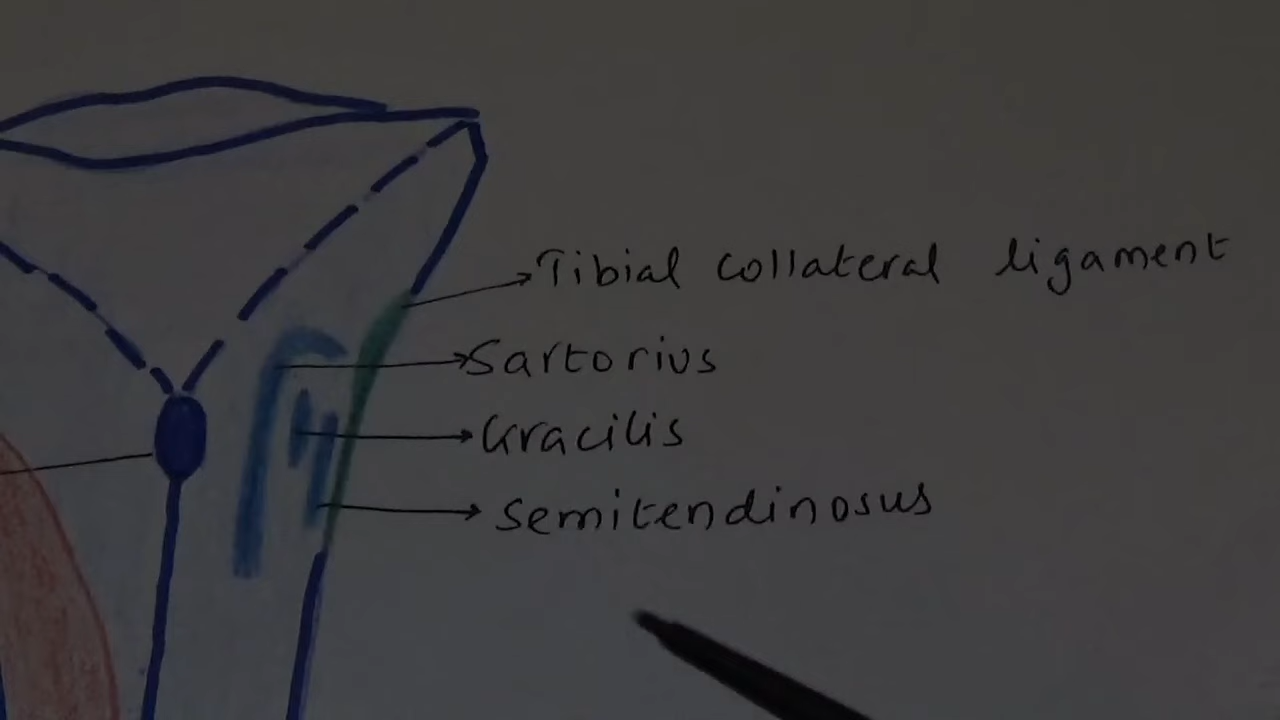 Tibial collateral ligament
Sartorius
Gracilis
Semitendinosus